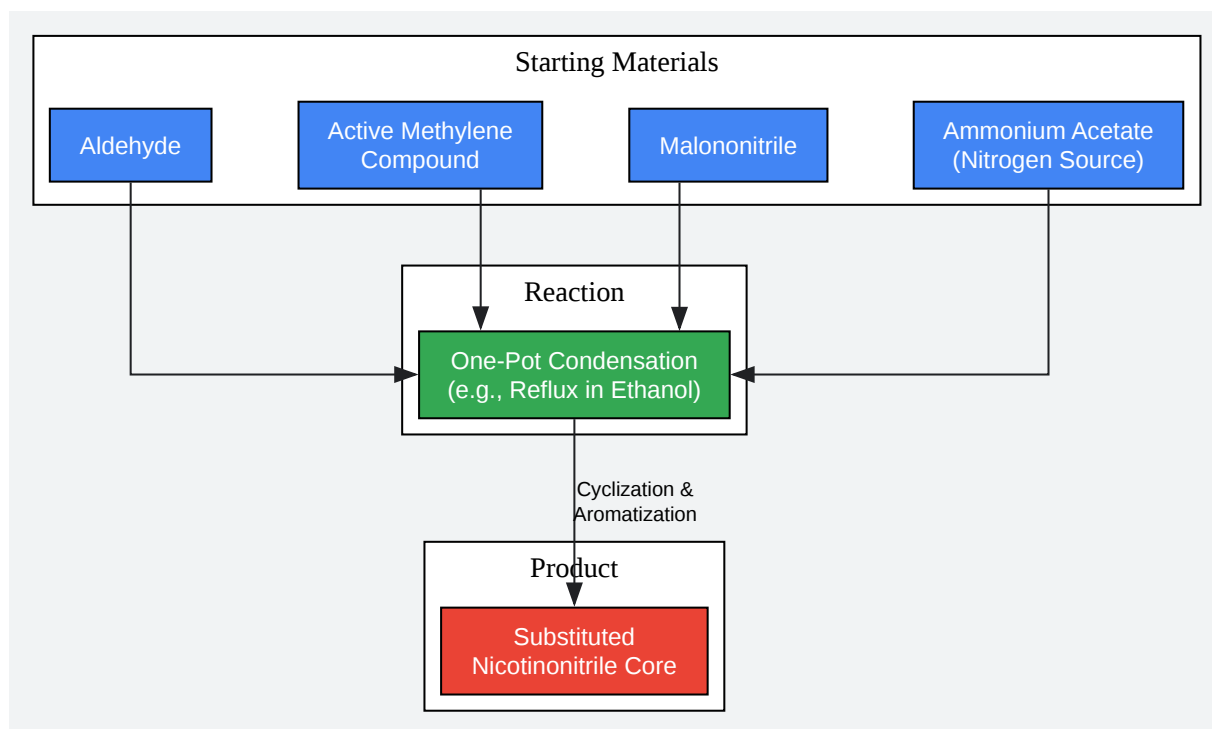 Starting Materials
Aldehyde
Active Methylene
Compound
Malononitrile
Ammonium Acetate
(Nitrogen Source)
Reaction
One-Pot Condensation
(e.g., Reflux in Ethanol)
Cyclization &
Aromatization
Product
Substituted
Nicotinonitrile Core